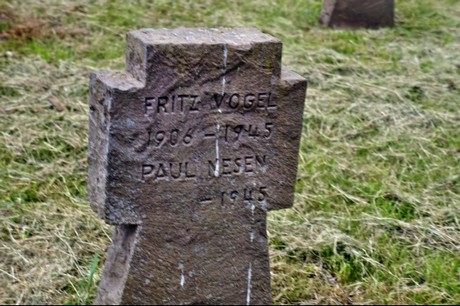 FRITZ VOGEL
1906 - 1945
PAUL NESEN
- 1945